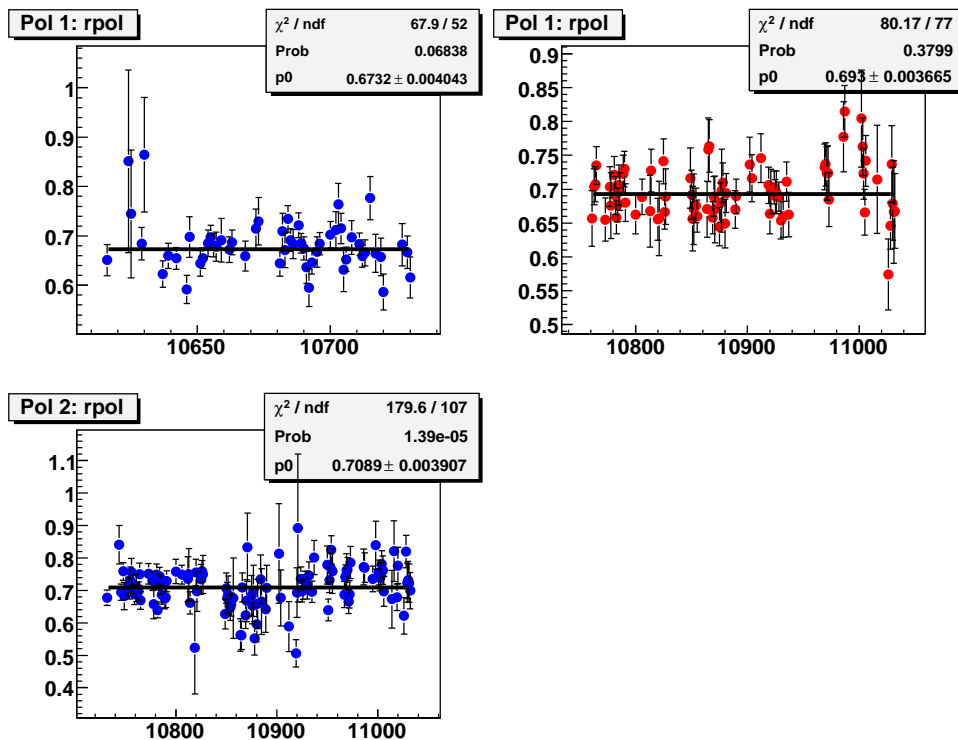 Pol 1: rpol
χ² / ndf 67.9 / 52
Prob 0.06838
p0 0.6732 ± 0.004043
1
0.9
0.8
0.7
0.6
10650 10700
Pol 1: rpol
χ² / ndf 80.17 / 77
Prob 0.3799
p0 0.693 ± 0.003665
0.9
0.85
0.8
0.75
0.7
0.65
0.6
0.55
0.5
10800 10900 11000
Pol 2: rpol
χ² / ndf 179.6 / 107
Prob 1.39e-05
p0 0.7089 ± 0.003907
1.1
1
0.9
0.8
0.7
0.6
0.5
0.4
10800 10900 11000